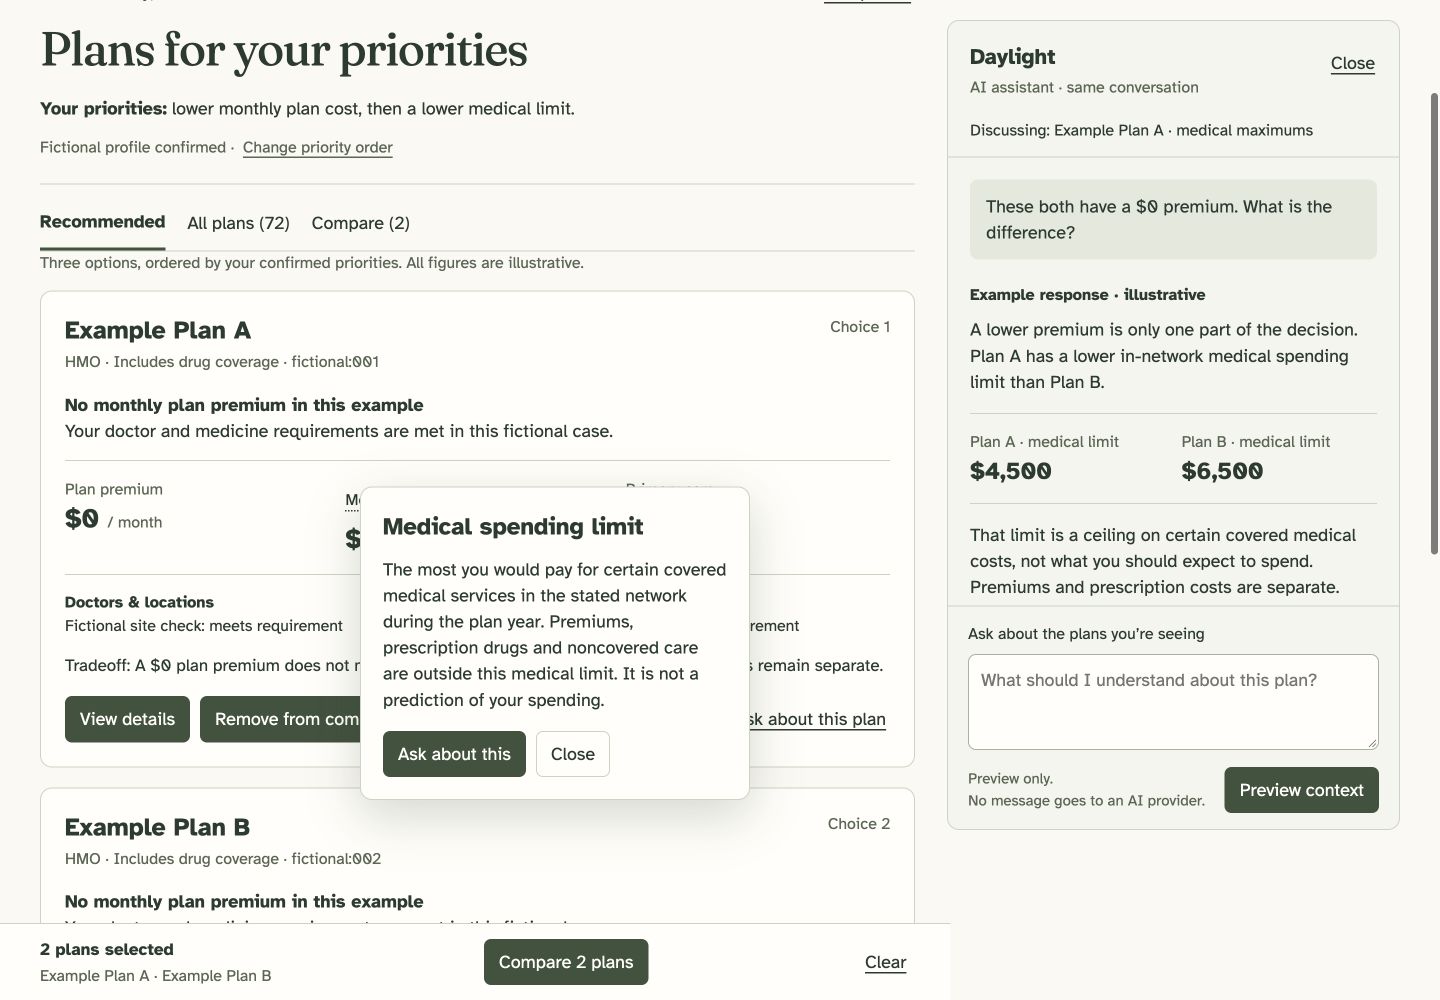 Plans for your priorities
Your priorities: lower monthly plan cost, then a lower medical limit.
Fictional profile confirmed · Change priority order
Recommended All plans (72) Compare (2)
Three options, ordered by your confirmed priorities. All figures are illustrative.
Example Plan A
Choice 1
HMO · Includes drug coverage · fictional:001
No monthly plan premium in this example
Your doctor and medicine requirements are met in this fictional case.
Plan premium
$0 / month
Doctors & locations
Fictional site check: meets requirement
Tradeoff: A $0 plan premium does not
remain separate.
View details
Remove from
about this plan
Medical spending limit
The most you would pay for certain covered
medical services in the stated network
during the plan year. Premiums,
prescription drugs and noncovered care
are outside this medical limit. It is not a
prediction of your spending.
Ask about this
Close
Example Plan B
Choice 2
HMO · Includes drug coverage · fictional:002
No monthly plan premium in this example
2 plans selected
Example Plan A · Example Plan B
Compare 2 plans
Clear
Daylight
Close
AI assistant · same conversation
Discussing: Example Plan A · medical maximums
These both have a $0 premium. What is the
difference?
Example response · illustrative
A lower premium is only one part of the decision.
Plan A has a lower in-network medical spending
limit than Plan B.
Plan A · medical limit
$4,500
Plan B · medical limit
$6,500
That limit is a ceiling on certain covered medical
costs, not what you should expect to spend.
Premiums and prescription costs are separate.
Ask about the plans you’re seeing
What should I understand about this plan?
Preview only.
No message goes to an AI provider.
Preview context